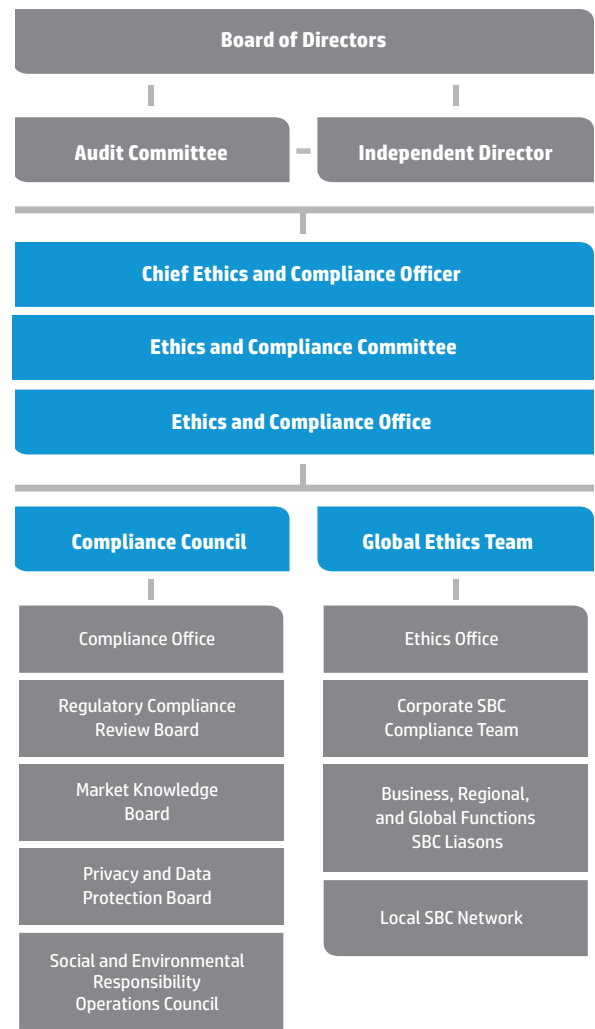 Board of Directors
Audit Committee
Independent Director
Chief Ethics and Compliance Officer
Ethics and Compliance Committee
Ethics and Compliance Office
Compliance Council
Global Ethics Team
Compliance Office
Regulatory Compliance
Review Board
Market Knowledge
Board
Privacy and Data
Protection Board
Social and Environmental
Responsibility
Operations Council
Ethics Office
Corporate SBC
Compliance Team
Business, Regional,
and Global Functions
SBC Liasons
Local SBC Network